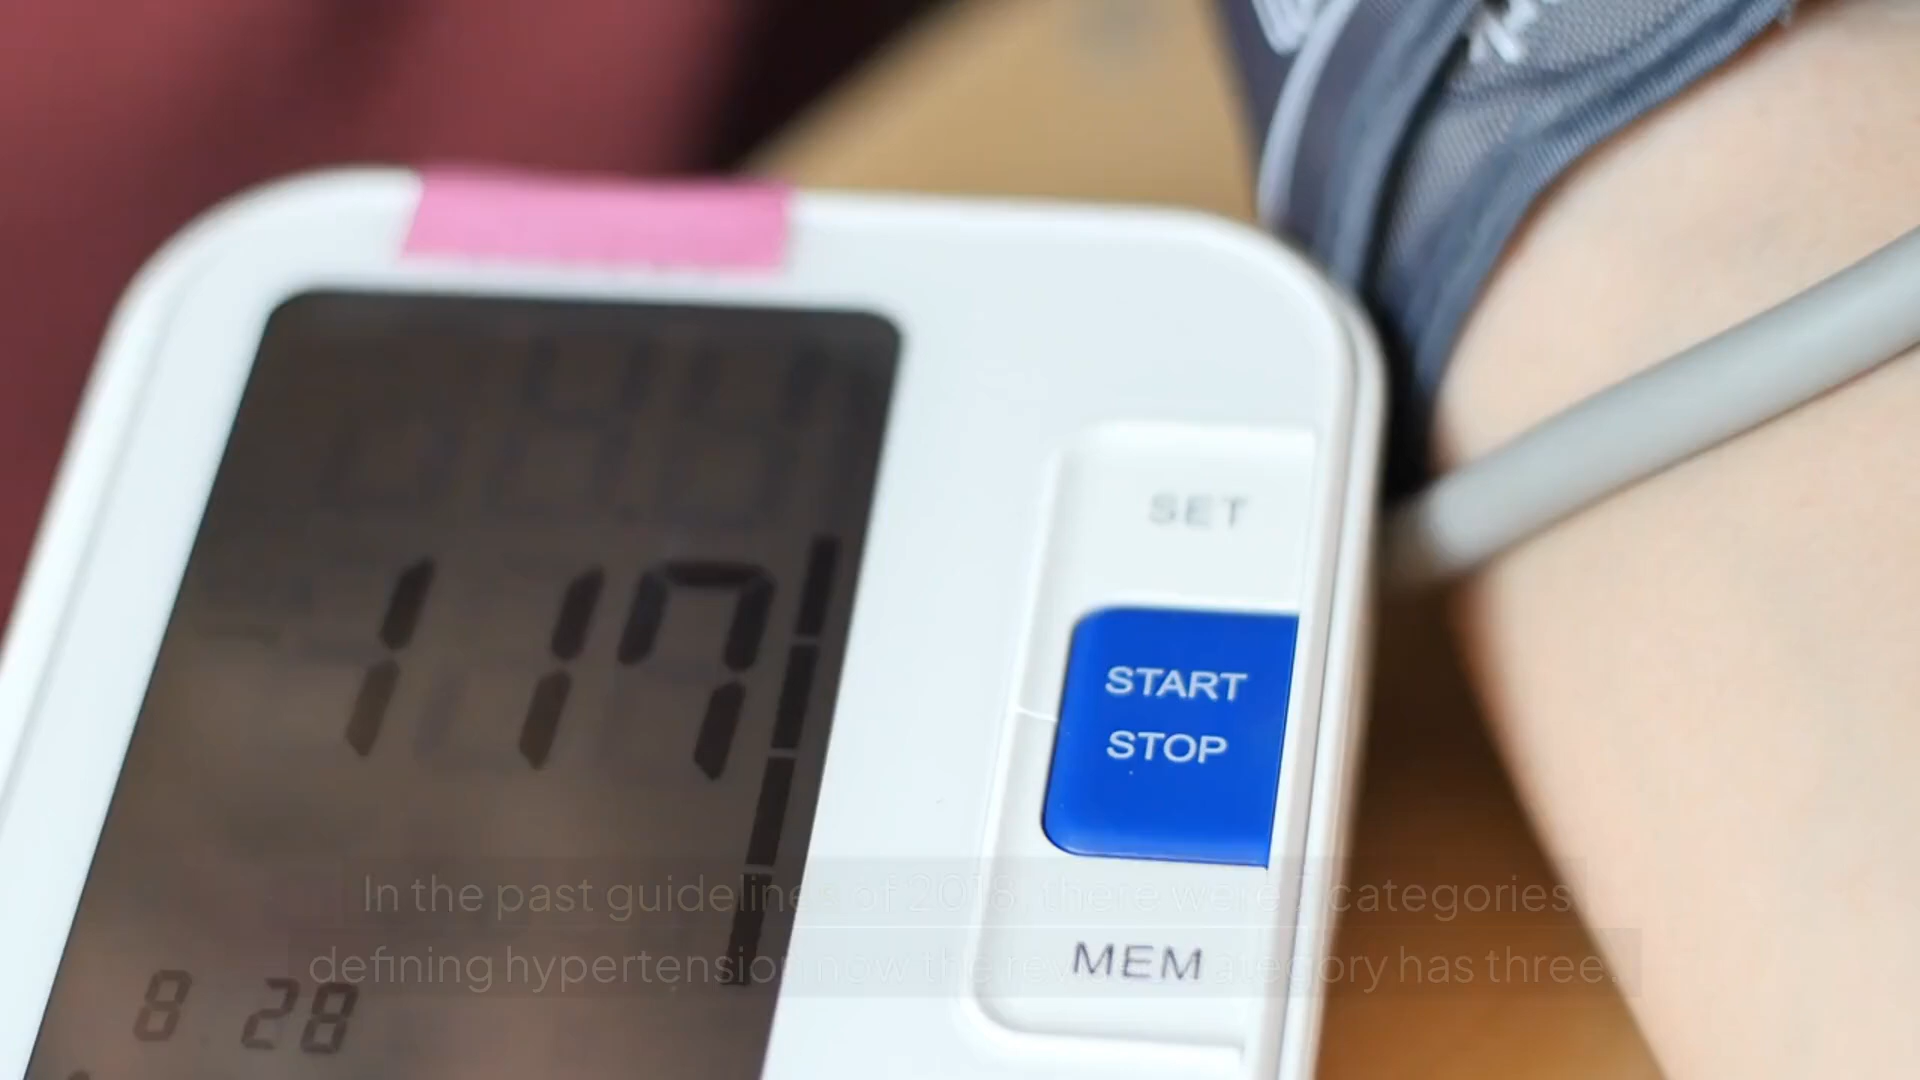 SET
117
START
STOP
In the past guidelines of 2018, there were categories
defining hypertension now the revised category has three.
MEM
8 28